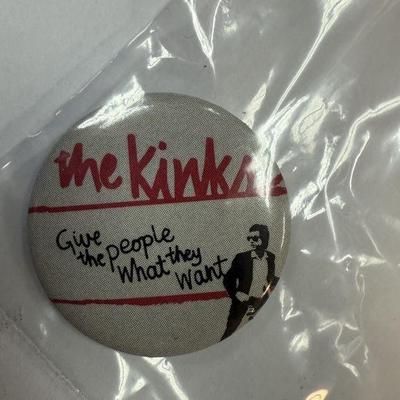 the Kinks
Give the people
What they
Want